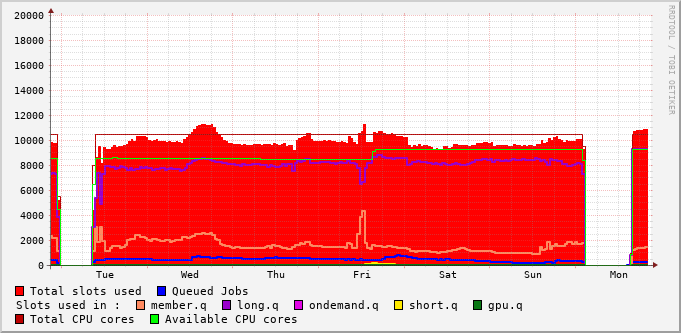 20000
18000
16000
14000
12000
10000
8000
6000
4000
2000
0
Tue Wed Thu Fri Sat Sun Mon
Total slots used Queued Jobs
Slots used in : member.q long.q ondemand.q short.q gpu.q
Total CPU cores Available CPU cores
RRDTOOL / TOBI OETIKER